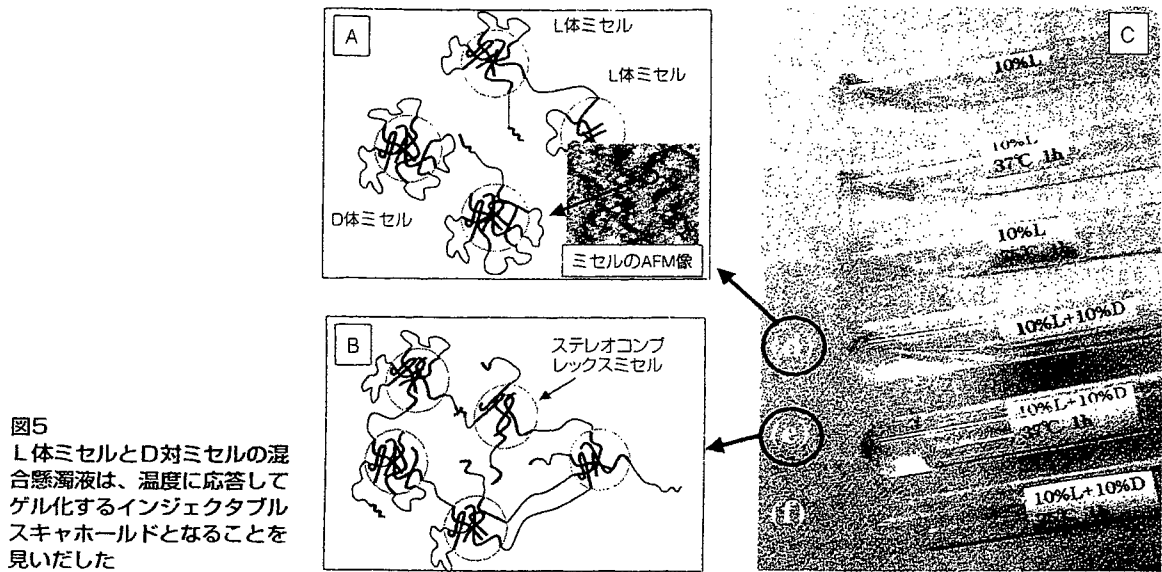 A
L体ミセル
L体ミセル
D体ミセル
ミセルのAFM像
B
ステレオコンプ
レックスミセル
C
10%L
10%L
37℃ 1h
10%L
10%L+10%D
10%L+10%D
37℃ 1h
10%L+10%D
図5
L体ミセルとD対ミセルの混
合懸濁液は、温度に応答して
ゲル化するインジェクタブル
スキャホールドとなることを
見いだした